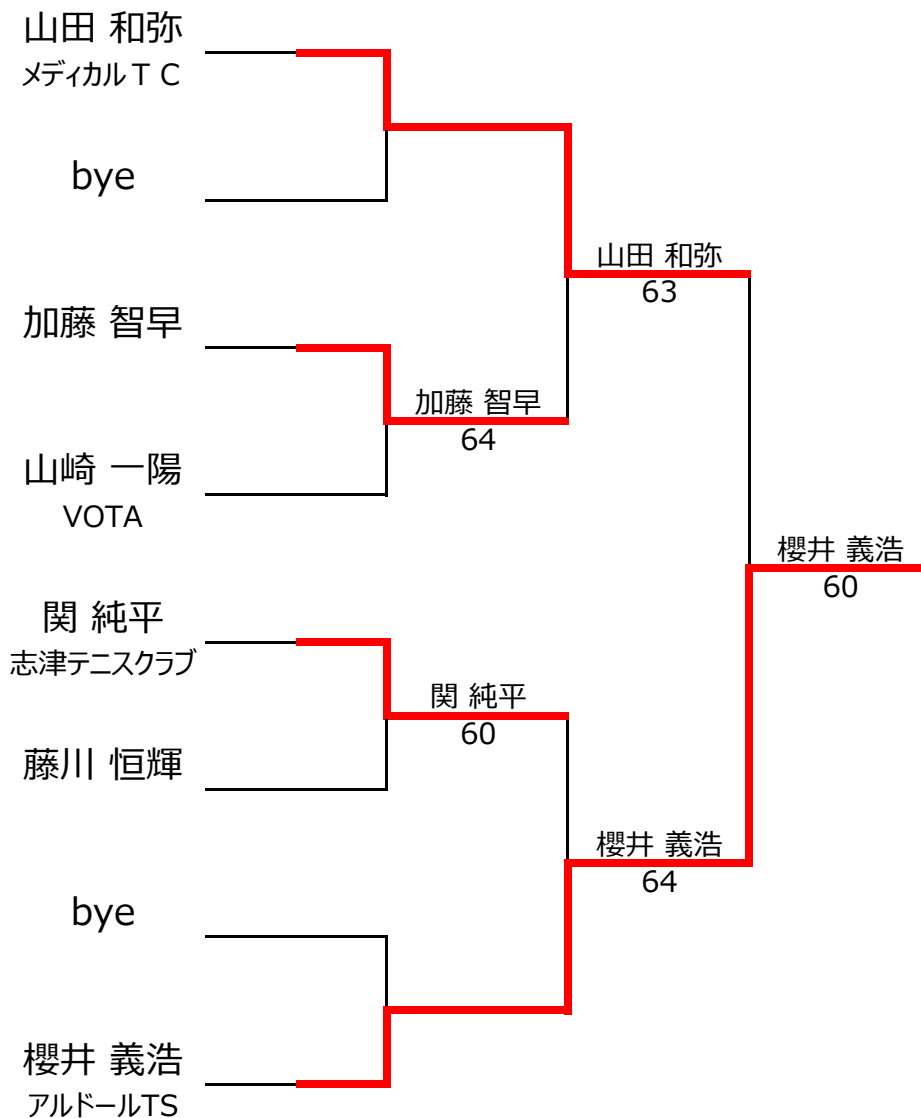 山田 和弥
メディカルＴＣ
bye
山田 和弥
63
加藤 智早
加藤 智早
64
山崎 一陽
VOTA
櫻井 義浩
60
関 純平
志津テニスクラブ
関 純平
60
藤川 恒輝
櫻井 義浩
64
bye
櫻井 義浩
アルドールTS